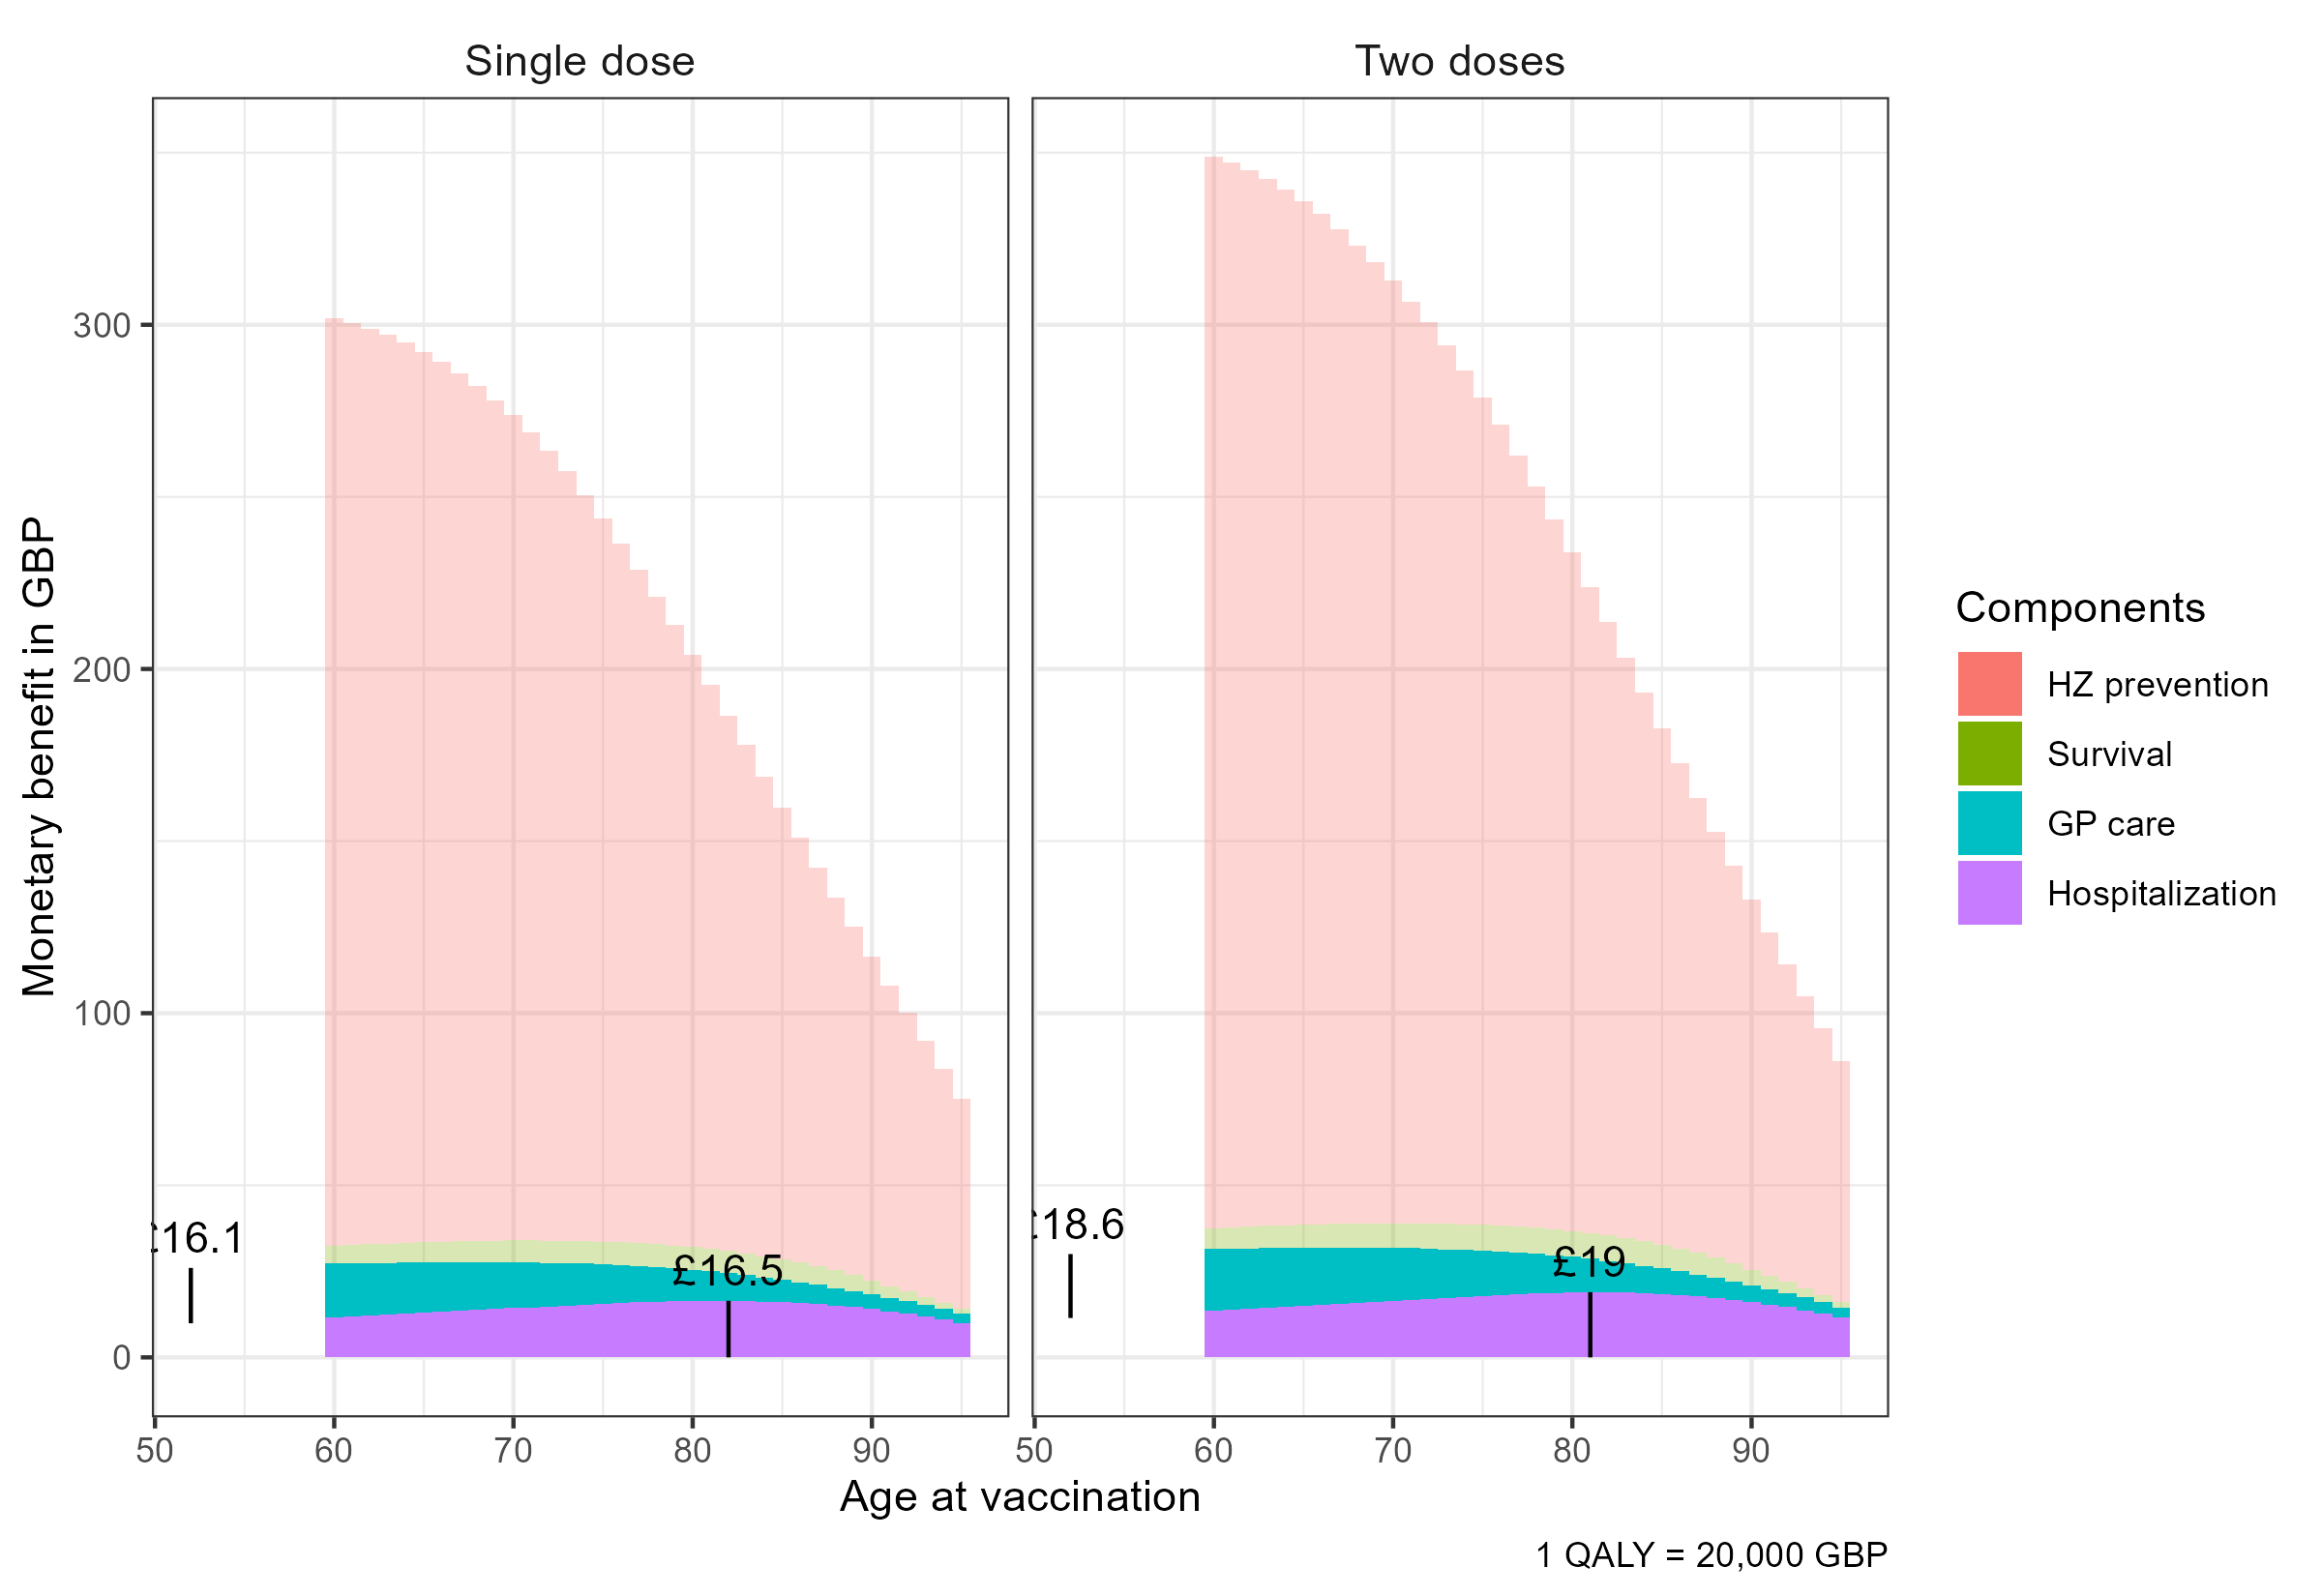 Single dose
Two doses
Monetary benefit in GBP
300
200
100
0
16.1
£16.5
18.6
£19
50 60 70 80 90
50 60 70 80 90
Age at vaccination
1 QALY = 20,000 GBP
Components
HZ prevention
Survival
GP care
Hospitalization